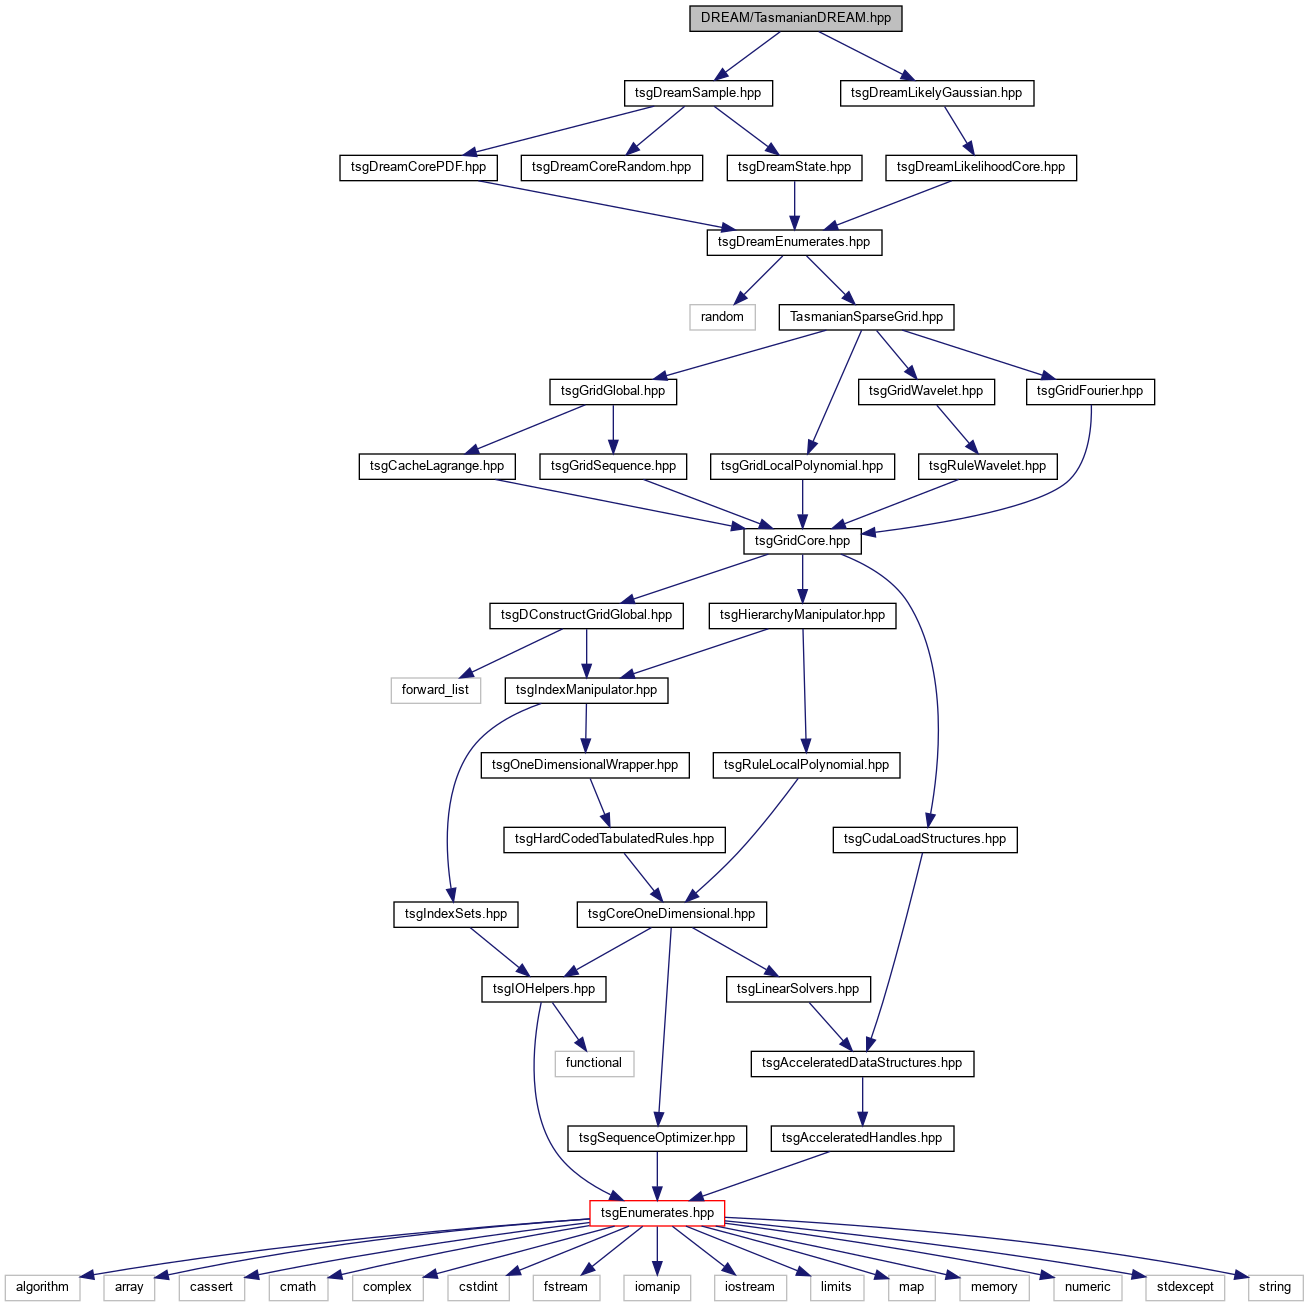 DREAM/TasmanianDREAM.hpp
tsgDreamSample.hpp
tsgDreamLikelyGaussian.hpp
tsgDreamCorePDF.hpp
tsgDreamCoreRandom.hpp
tsgDreamState.hpp
tsgDreamLikelihoodCore.hpp
tsgDreamEnumerates.hpp
random
TasmanianSparseGrid.hpp
tsgGridGlobal.hpp
tsgGridWavelet.hpp
tsgGridFourier.hpp
tsgCacheLagrange.hpp
tsgGridSequence.hpp
tsgGridLocalPolynomial.hpp
tsgRuleWavelet.hpp
tsgGridCore.hpp
tsgDConstructGridGlobal.hpp
tsgHierarchyManipulator.hpp
forward_list
tsgIndexManipulator.hpp
tsgOneDimensionalWrapper.hpp
tsgRuleLocalPolynomial.hpp
tsgHardCodedTabulatedRules.hpp
tsgCudaLoadStructures.hpp
tsgIndexSets.hpp
tsgCoreOneDimensional.hpp
tsgIOHelpers.hpp
tsgLinearSolvers.hpp
functional
tsgAcceleratedDataStructures.hpp
tsgSequenceOptimizer.hpp
tsgAcceleratedHandles.hpp
tsgEnumerates.hpp
algorithm
array
cassert
cmath
complex
cstdint
fstream
iomanip
iostream
limits
map
memory
numeric
stdexcept
string